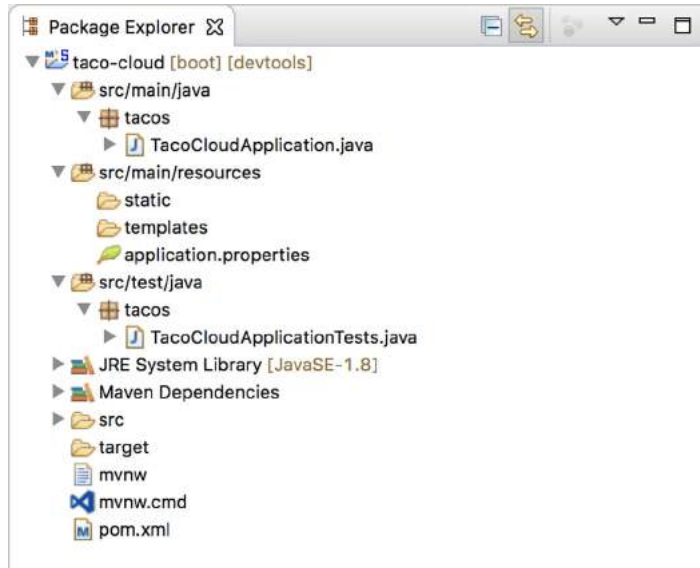 Package Explorer
taco-cloud [boot] [devtools]
src/main/java
tacos
TacoCloudApplication.java
src/main/resources
static
templates
application.properties
src/test/java
tacos
TacoCloudApplicationTests.java
JRE System Library [JavaSE-1.8]
Maven Dependencies
src
target
mvnw
mvnw.cmd
pom.xml